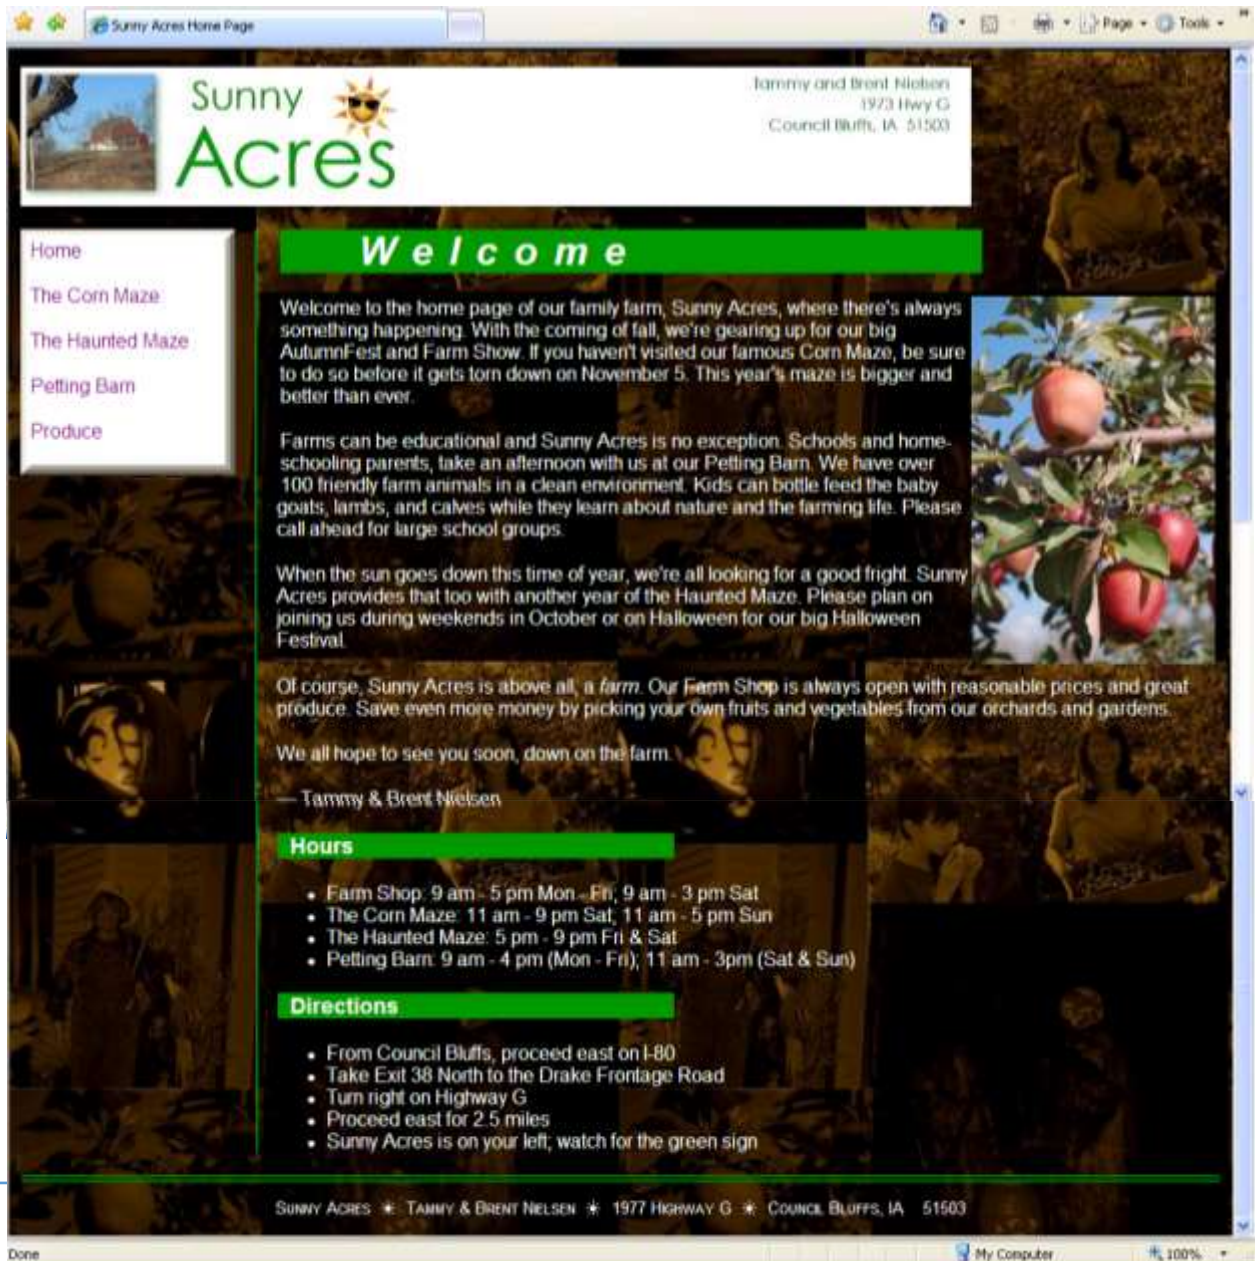 Sunny Acres Home Page
Page
Tools
Sunny
Acres
Tammy and Brent Nielsen
1973 Hwy G
Council Bluffs, IA 51503
Home
The Corn Maze
The Haunted Maze
Petting Barn
Produce
Welcome
Welcome to the home page of our family farm, Sunny Acres, where there's always
something happening. With the coming of fall, we're gearing up for our big
AutumnFest and Farm Show. If you haven't visited our famous Corn Maze, be sure
to do so before it gets torn down on November 5. This year's maze is bigger and
better than ever.
Farms can be educational and Sunny Acres is no exception. Schools and home-
schooling parents, take an afternoon with us at our Petting Barn. We have over
100 friendly farm animals in a clean environment. Kids can bottle feed the baby
goats, lambs, and calves while they learn about nature and the farming life. Please
call ahead for large school groups.
When the sun goes down this time of year, we're all looking for a good fright. Sunny
Acres provides that too with another year of the Haunted Maze. Please plan on
joining us during weekends in October or on Halloween for our big Halloween
Festival.
Of course, Sunny Acres is above all, a farm. Our Farm Shop is always open with reasonable prices and great
produce. Save even more money by picking your own fruits and vegetables from our orchards and gardens.
We all hope to see you soon, down on the farm.
— Tammy & Brent Nielsen
Hours
• Farm Shop: 9 am - 5 pm Mon - Fri; 9 am - 3 pm Sat
• The Corn Maze: 11 am - 9 pm Sat; 11 am - 5 pm Sun
• The Haunted Maze: 5 pm - 9 pm Fri & Sat
• Petting Barn: 9 am - 4 pm (Mon - Fri); 11 am - 3pm (Sat & Sun)
Directions
• From Council Bluffs, proceed east on I-80
• Take Exit 38 North to the Drake Frontage Road
• Turn right on Highway G
• Proceed east for 2.5 miles
• Sunny Acres is on your left; watch for the green sign
Sunny Acres ☀ Tammy & Brent Nielsen ☀ 1977 Highway G ☀ Council Bluffs, IA 51503
Done
My Computer
100%